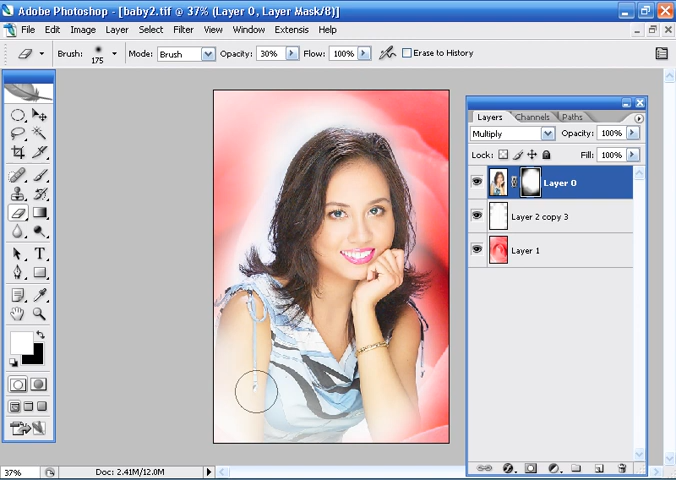 Adobe Photoshop - [baby2.tif @ 37% (Layer 0, Layer Mask/8)]
File Edit Image Layer Select Filter View Window Extensis Help
Brush: 175 Mode: Brush Opacity: 30% Flow: 100% Erase to History
Layers Channels Paths
Multiply Opacity: 100%
Lock: Fill: 100%
Layer 0
Layer 2 copy 3
Layer 1
T
37% Doc: 2.41M/12.0M